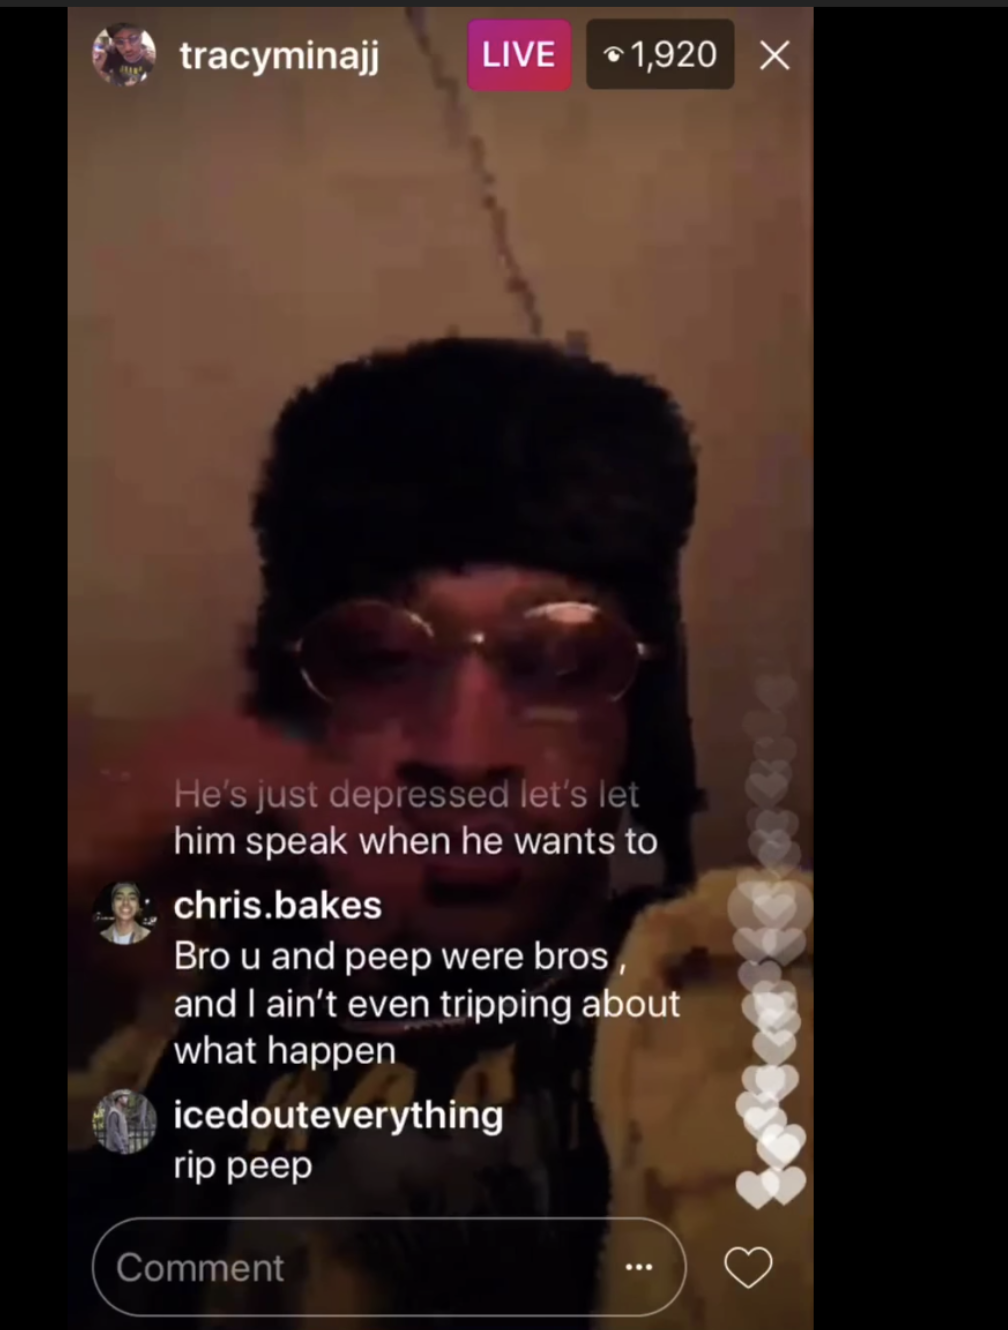 tracyminajj
LIVE
1,920
He's just depressed let's let
him speak when he wants to
chris.bakes
Bro u and peep were bros ,
and I ain't even tripping about
what happen
icedouteverything
rip peep
Comment